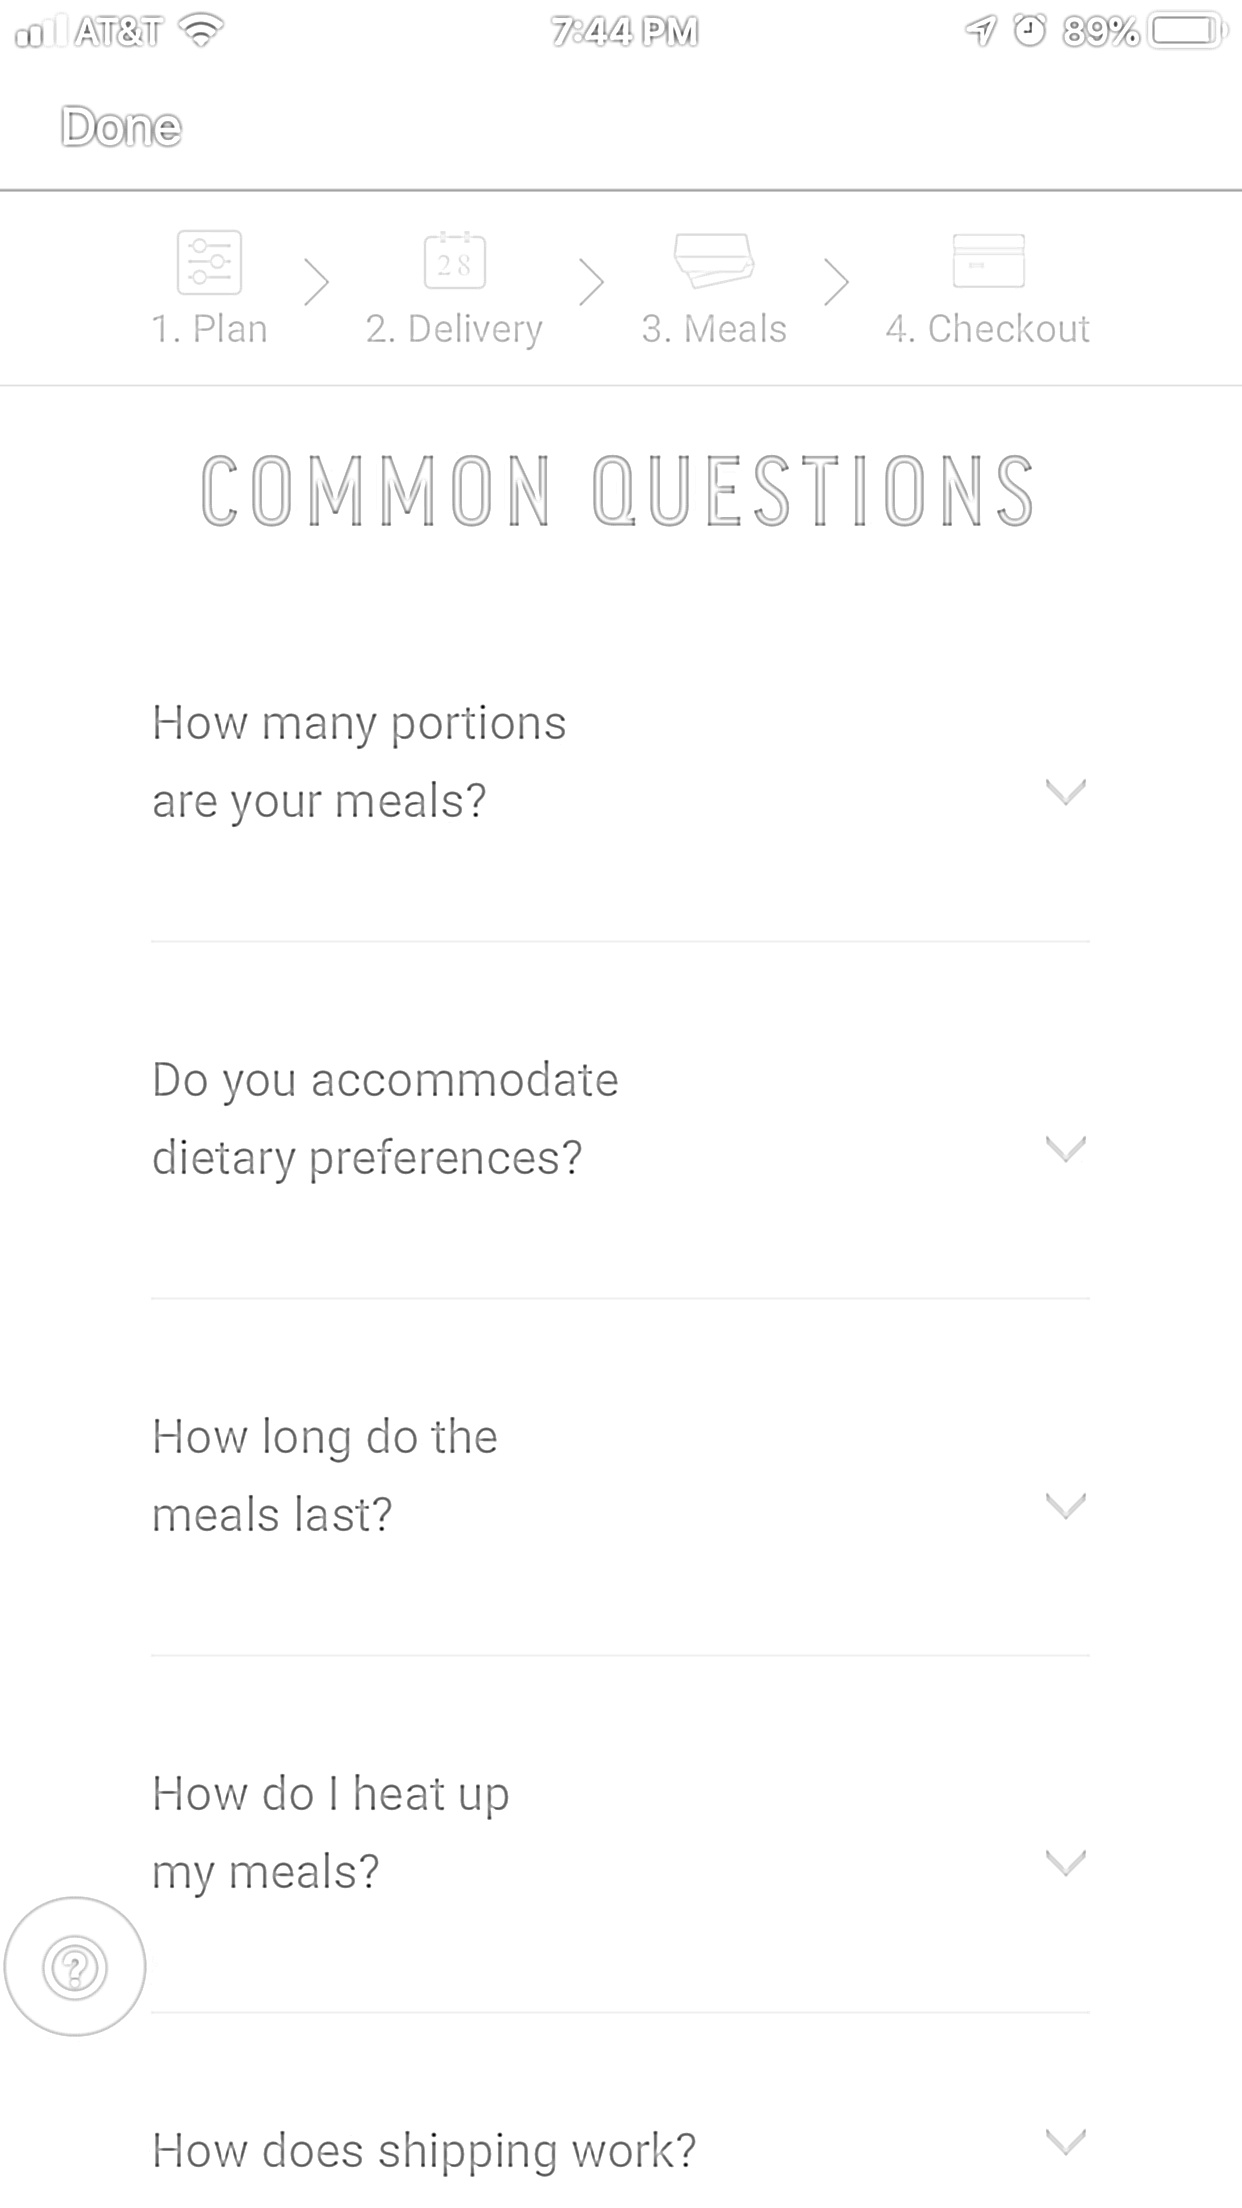 AT&T 7:44 PM 89%
Done
28
1. Plan 2. Delivery 3. Meals 4. Checkout
COMMON QUESTIONS
How many portions
are your meals?
Do you accommodate
dietary preferences?
How long do the
meals last?
How do I heat up
my meals?
?
How does shipping work?